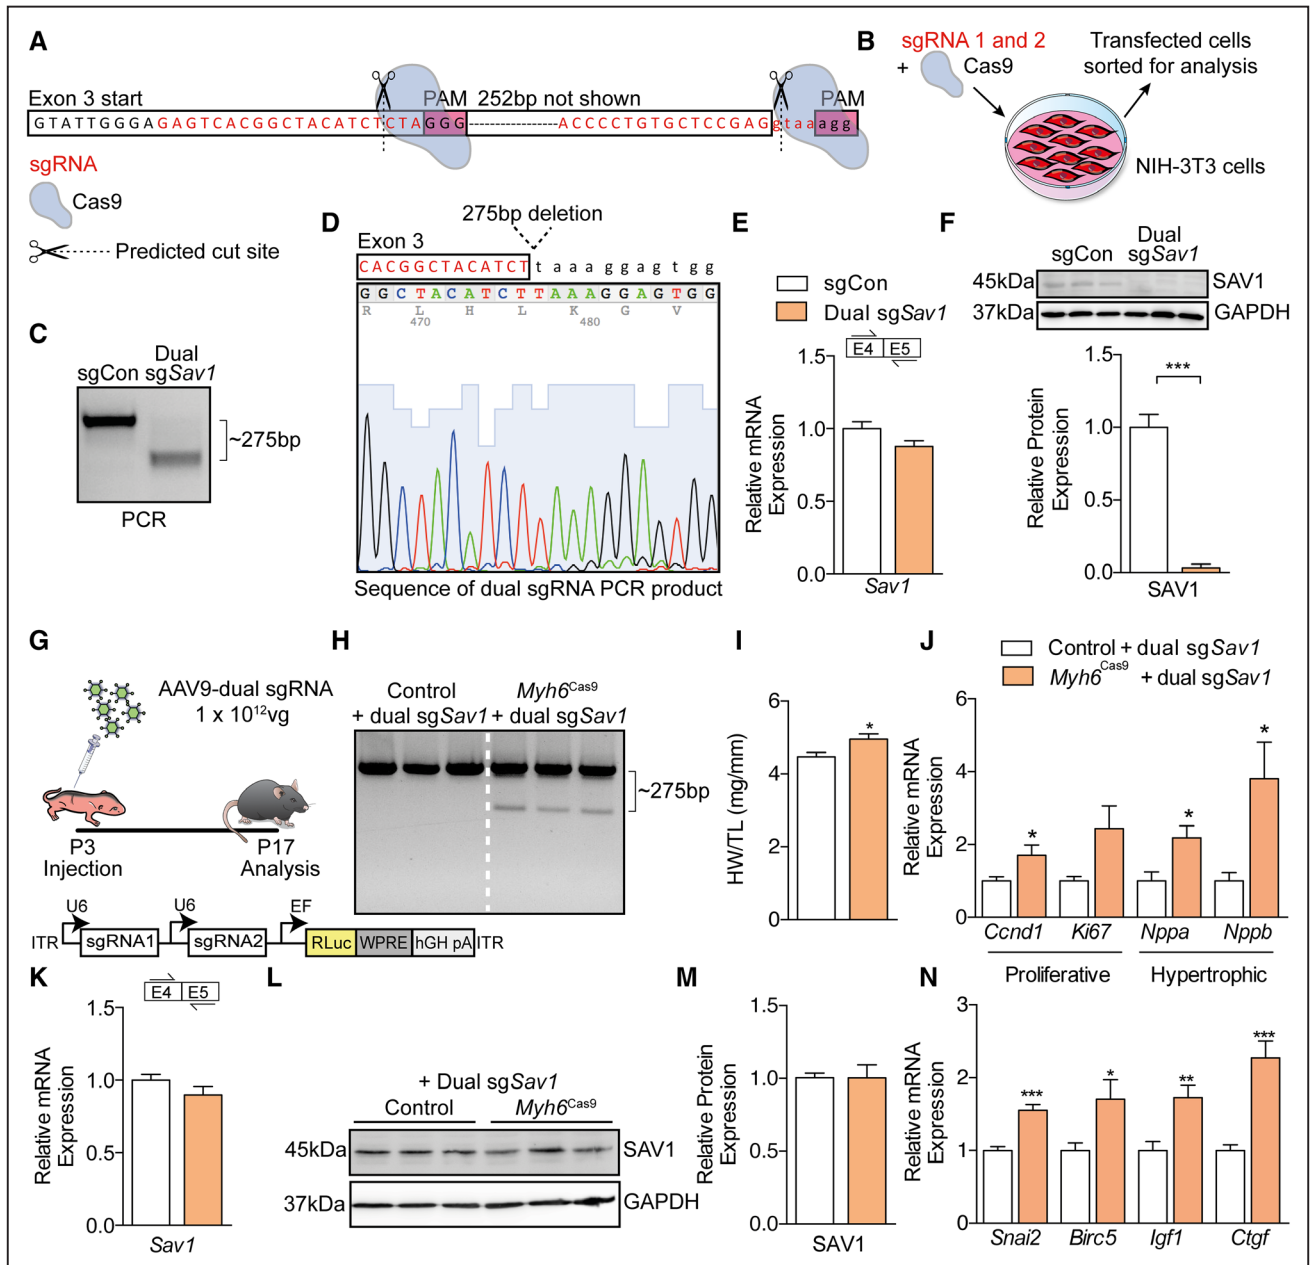 A
Exon 3 start
PAM
252bp not shown
PAM
GTATTGGGAGAGTCACGGCTACATCTCTAGGG
ACCCCTGTGCTCCGAGgtaaagg
sgRNA
Cas9
Predicted cut site
B
sgRNA 1 and 2
+ Cas9
Transfected cells
sorted for analysis
NIH-3T3 cells
C
Dual
sgCon sgSav1
~275bp
PCR
D
275bp deletion
Exon 3
CACGGCTACATCTtaaaggagtgg
GGCTACATCTTAAAGGAGTGG
R L H L K G V
470 480
Sequence of dual sgRNA PCR product
E
sgCon
Dual sgSav1
E4 E5
Relative mRNA
Expression
1.5
1.0
0.5
0.0
Sav1
F
Dual
sgCon sgSav1
45kDa SAV1
37kDa GAPDH
Relative Protein
Expression
1.5
1.0
0.5
0.0
***
SAV1
G
AAV9-dual sgRNA
1 x 10¹²vg
P3
Injection
P17
Analysis
U6 U6 EF
ITR sgRNA1 sgRNA2 RLuc WPRE hGH pA ITR
H
Control
+ dual sgSav1
Myh6Cas9
+ dual sgSav1
~275bp
I
HW/TL (mg/mm)
6
4
2
0
*
J
Control + dual sgSav1
Myh6Cas9 + dual sgSav1
Relative mRNA
Expression
6
4
2
0
* * *
Ccnd1 Ki67 Nppa Nppb
Proliferative Hypertrophic
K
E4 E5
Relative mRNA
Expression
1.5
1.0
0.5
0.0
Sav1
L
+ Dual sgSav1
Control Myh6Cas9
45kDa SAV1
37kDa GAPDH
M
Relative Protein
Expression
1.5
1.0
0.5
0.0
SAV1
N
Relative mRNA
Expression
3
2
1
0
*** * ** ***
Snai2 Birc5 Igf1 Ctgf